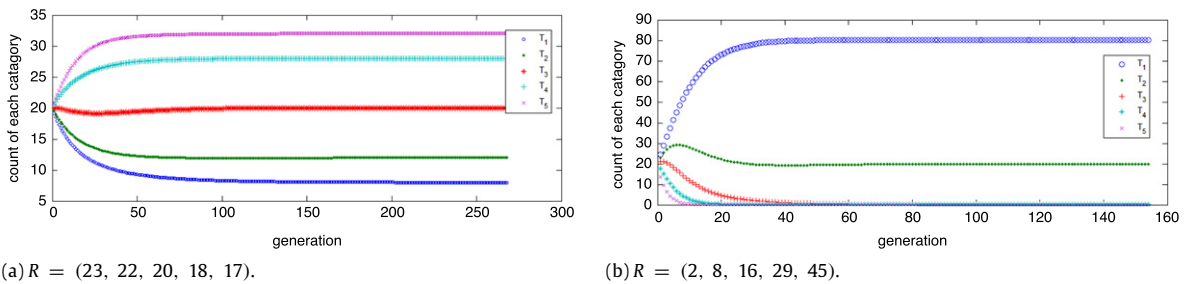 35
30
25
20
15
10
5
0 50 100 150 200 250 300
count of each catagory
generation
T1
T2
T3
T4
T5
(a) R = (23, 22, 20, 18, 17).
90
80
70
60
50
40
30
20
10
0
0 20 40 60 80 100 120 140 160
count of each catagory
generation
T1
T2
T3
T4
T5
(b) R = (2, 8, 16, 29, 45).